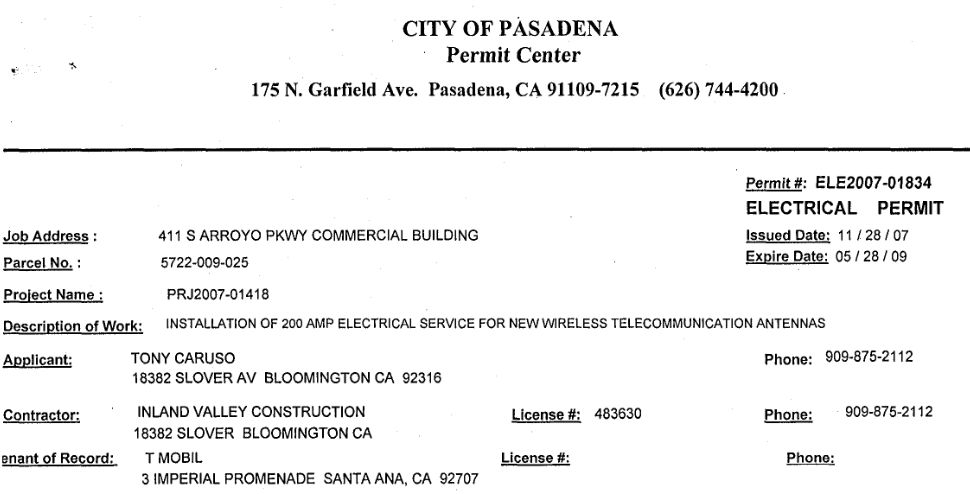 CITY OF PASADENA
Permit Center
175 N. Garfield Ave. Pasadena, CA 91109-7215 (626) 744-4200
Permit #: ELE2007-01834
ELECTRICAL PERMIT
Job Address : 411 S ARROYO PKWY COMMERCIAL BUILDING Issued Date: 11 / 28 / 07
Parcel No. : 5722-009-025 Expire Date: 05 / 28 / 09
Project Name : PRJ2007-01418
Description of Work: INSTALLATION OF 200 AMP ELECTRICAL SERVICE FOR NEW WIRELESS TELECOMMUNICATION ANTENNAS
Applicant: TONY CARUSO Phone: 909-875-2112
18382 SLOVER AV BLOOMINGTON CA 92316
Contractor: INLAND VALLEY CONSTRUCTION License #: 483630 Phone: 909-875-2112
18382 SLOVER BLOOMINGTON CA
enant of Record: T MOBIL License #: Phone:
3 IMPERIAL PROMENADE SANTA ANA, CA 92707